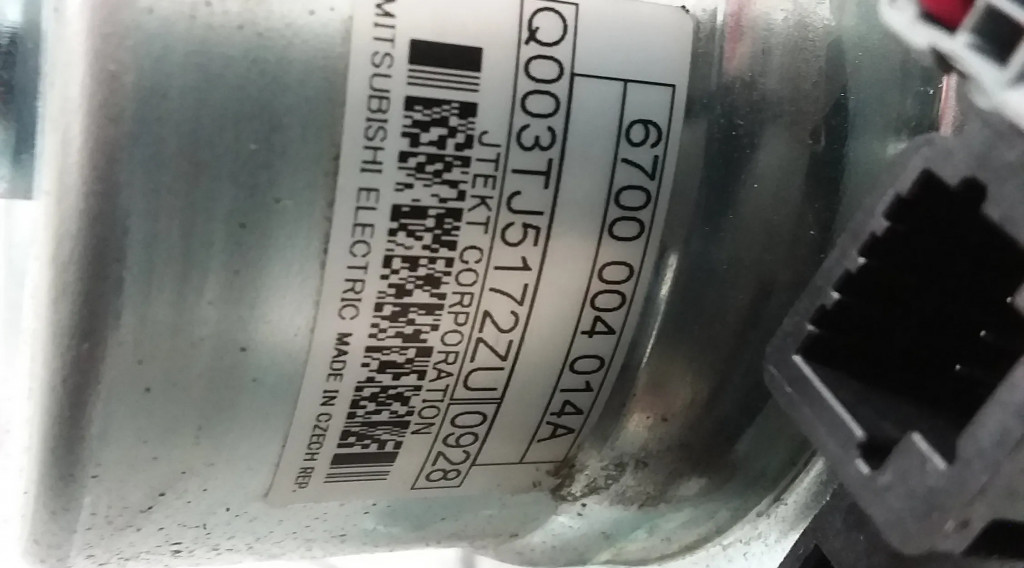 6700 004 014A
Q003TJ5172ZU 0928
JTEKT CORPORATION
MITSUBISHI ELECTRIC MADE IN CZECH REP.